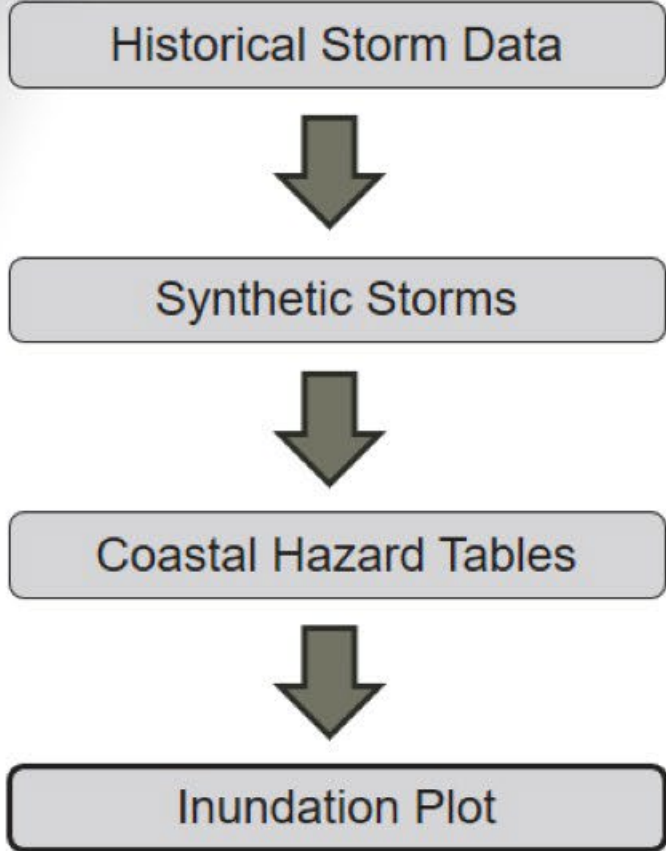 Historical Storm Data
Synthetic Storms
Coastal Hazard Tables
Inundation Plot